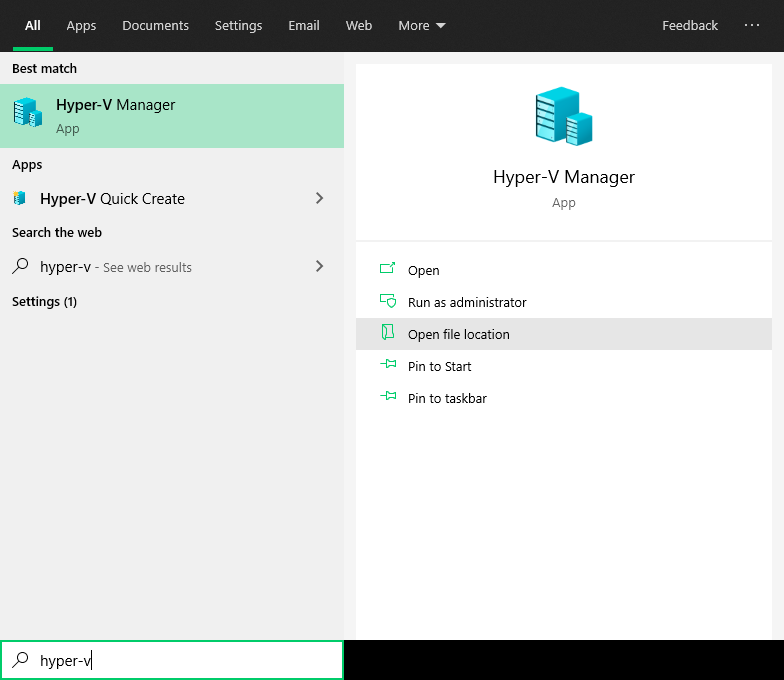 All Apps Documents Settings Email Web More Feedback ···
Best match
Hyper-V Manager
App
Apps
Hyper-V Quick Create
Search the web
hyper-v - See web results
Settings (1)
Hyper-V Manager
App
Open
Run as administrator
Open file location
Pin to Start
Pin to taskbar
hyper-v